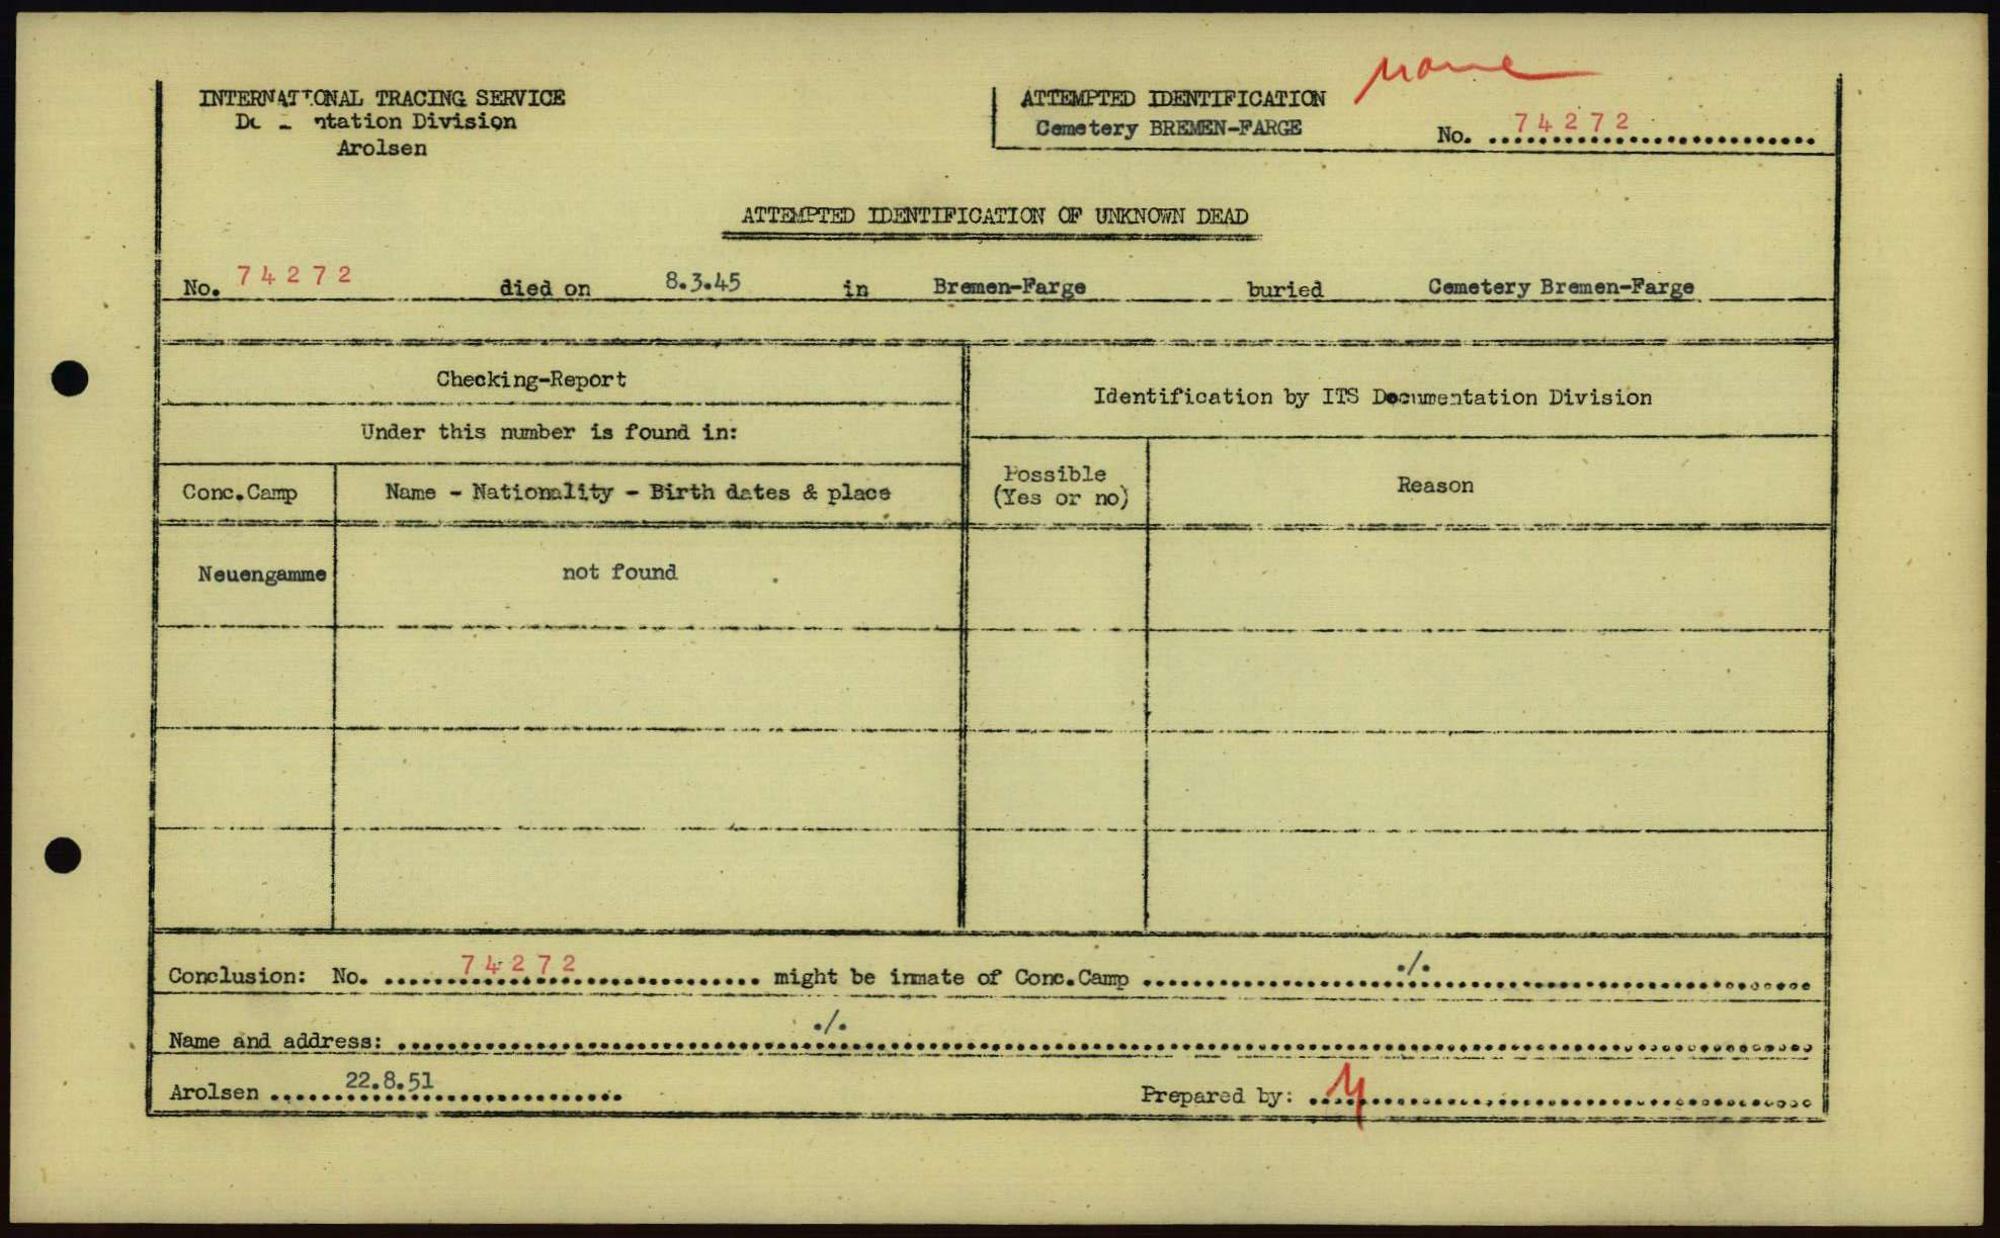 none
INTERNATIONAL TRACING SERVICE
Documentation Division
Arolsen
ATTEMPTED IDENTIFICATION
Cemetery BREMEN-FARGE
No. 74272
ATTEMPTED IDENTIFICATION OF UNKNOWN DEAD
No. 74272 died on 8.3.45 in Bremen-Farge buried Cemetery Bremen-Farge
Checking-Report
Identification by ITS Documentation Division
Under this number is found in:
Conc.Camp
Name - Nationality - Birth dates & place
Possible
(Yes or no)
Reason
Neuengamme
not found
Conclusion: No. 74272 might be inmate of Conc.Camp ./.
Name and address: ./.
Arolsen 22.8.51
Prepared by: